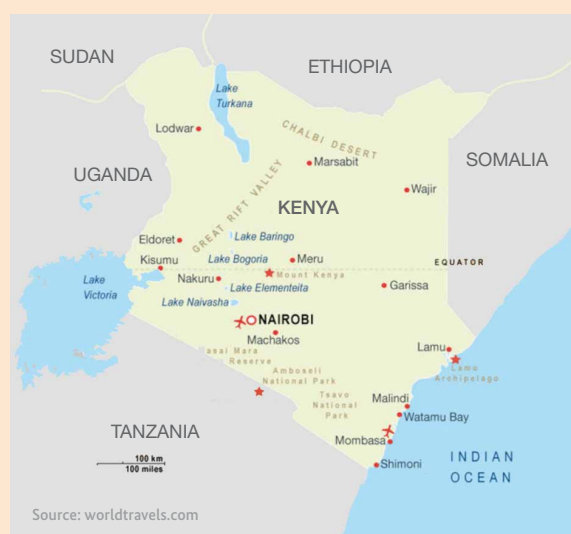 SUDAN
ETHIOPIA
Lake
Turkana
Lodwar
CHALBI DESERT
Marsabit
SOMALIA
UGANDA
GREAT RIFT VALLEY
Wajir
KENYA
Eldoret
Lake Baringo
Kisumu
Lake Bogoria
Meru
EQUATOR
Mount Kenya
Lake
Victoria
Nakuru
Lake Elementeita
Garissa
Lake Naivasha
NAIROBI
Machakos
asai Mara
Reserve
Lamu
Lamu
Archipelago
Amboseli
National Park
Tsavo
National
Park
Malindi
Watamu Bay
TANZANIA
Mombasa
INDIAN
OCEAN
100 km
100 miles
Shimoni
Source: worldtravels.com